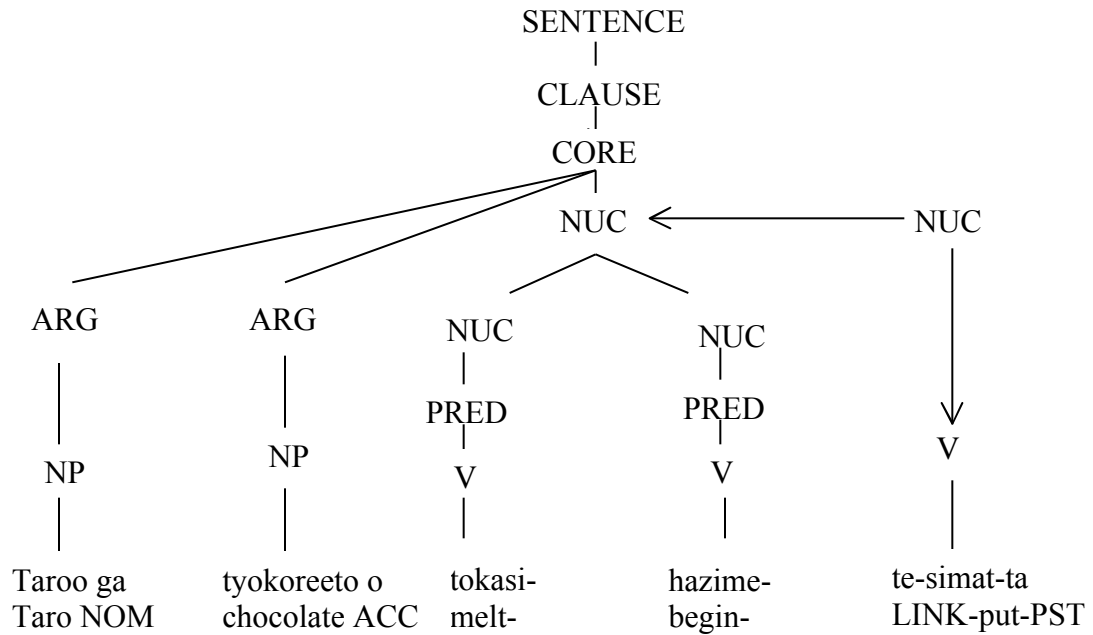 SENTENCE
CLAUSE
CORE
NUC NUC
ARG ARG NUC NUC
PRED PRED
NP NP V V V
Taroo ga tyokoreeto o tokasi- hazime- te-simat-ta
Taro NOM chocolate ACC melt- begin- LINK-put-PST